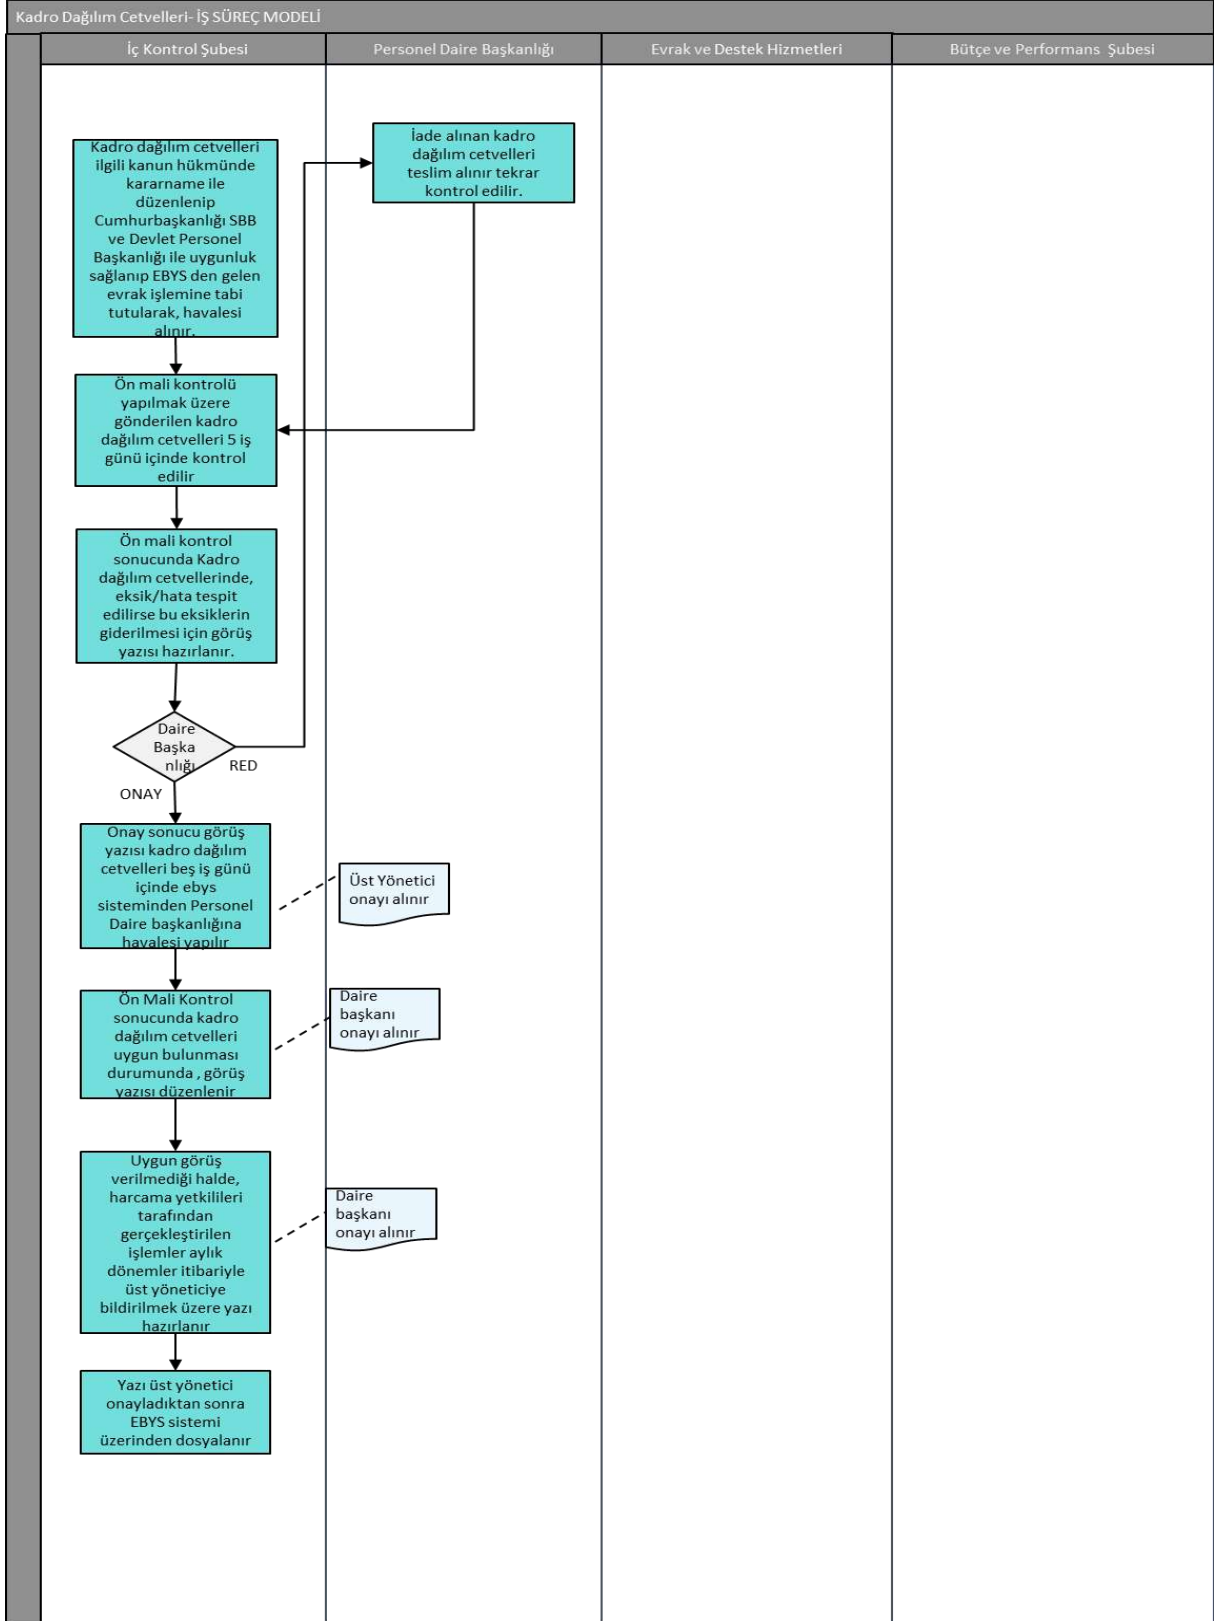 Kadro Dağılım Cetvelleri- İŞ SÜREÇ MODELİ
İç Kontrol Şubesi
Personel Daire Başkanlığı
Evrak ve Destek Hizmetleri
Bütçe ve Performans Şubesi
Kadro dağılım cetvelleri
ilgili kanun hükmünde
kararname ile
düzenlenip
Cumhurbaşkanlığı SBB
ve Devlet Personel
Başkanlığı ile uygunluk
sağlanıp EBYS den gelen
evrak işlemine tabi
tutularak, havalesi
alınır.
İade alınan kadro
dağılım cetvelleri
teslim alınır tekrar
kontrol edilir.
Ön mali kontrolü
yapılmak üzere
gönderilen kadro
dağılım cetvelleri 5 iş
günü içinde kontrol
edilir
Ön mali kontrol
sonucunda Kadro
dağılım cetvellerinde,
eksik/hata tespit
edilirse bu eksiklerin
giderilmesi için görüş
yazısı hazırlanır.
Daire
Başka
nlığı
RED
ONAY
Onay sonucu görüş
yazısı kadro dağılım
cetvelleri beş iş günü
içinde ebys
sisteminden Personel
Daire başkanlığına
havalesi yapılır
Üst Yönetici
onayı alınır
Ön Mali Kontrol
sonucunda kadro
dağılım cetvelleri
uygun bulunması
durumunda , görüş
yazısı düzenlenir
Daire
başkanı
onayı alınır
Uygun görüş
verilmediği halde,
harcama yetkilileri
tarafından
gerçekleştirilen
işlemler aylık
dönemler itibariyle
üst yöneticiye
bildirilmek üzere yazı
hazırlanır
Daire
başkanı
onayı alınır
Yazı üst yönetici
onayladıktan sonra
EBYS sistemi
üzerinden dosyalanır